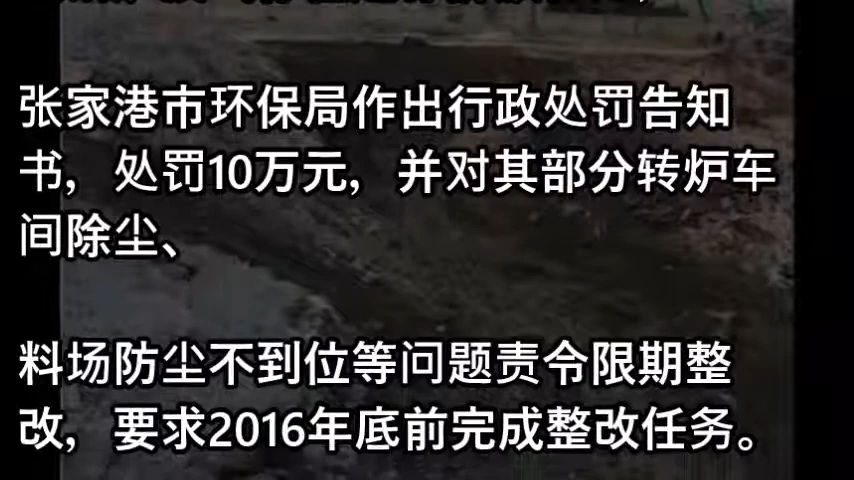 张家港市环保局作出行政处罚告知
书，处罚10万元，并对其部分转炉车
间除尘、
料场防尘不到位等问题责令限期整
改，要求2016年底前完成整改任务。